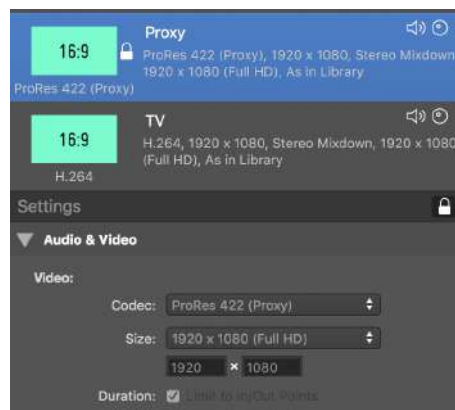 Proxy
16:9
ProRes 422 (Proxy), 1920 x 1080, Stereo Mixdown
1920 x 1080 (Full HD), As in Library
ProRes 422 (Proxy)
TV
16:9
H.264, 1920 x 1080, Stereo Mixdown, 1920 x 1080
(Full HD), As in Library
H.264
Settings
Audio & Video
Video:
Codec: ProRes 422 (Proxy)
Size: 1920 x 1080 (Full HD)
1920 × 1080
Duration: Limit to In/Out Points